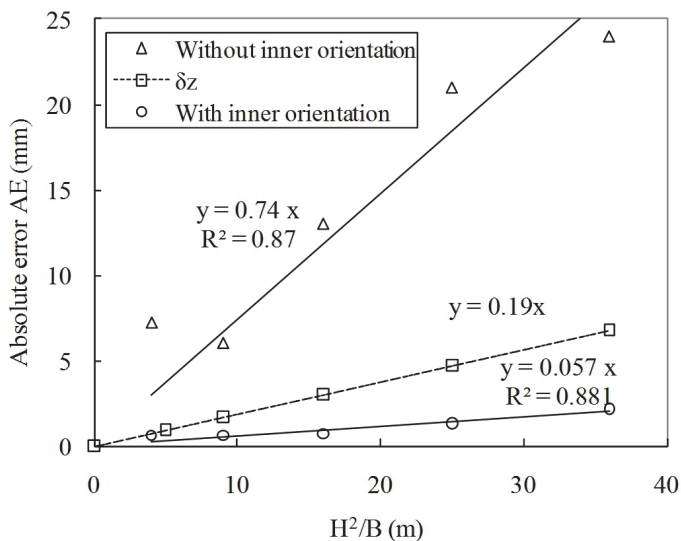 25
20
15
10
5
0
Absolute error AE (mm)
Without inner orientation
δz
With inner orientation
y = 0.74 x
R² = 0.87
y = 0.19x
y = 0.057 x
R² = 0.881
0 10 20 30 40
H²/B (m)